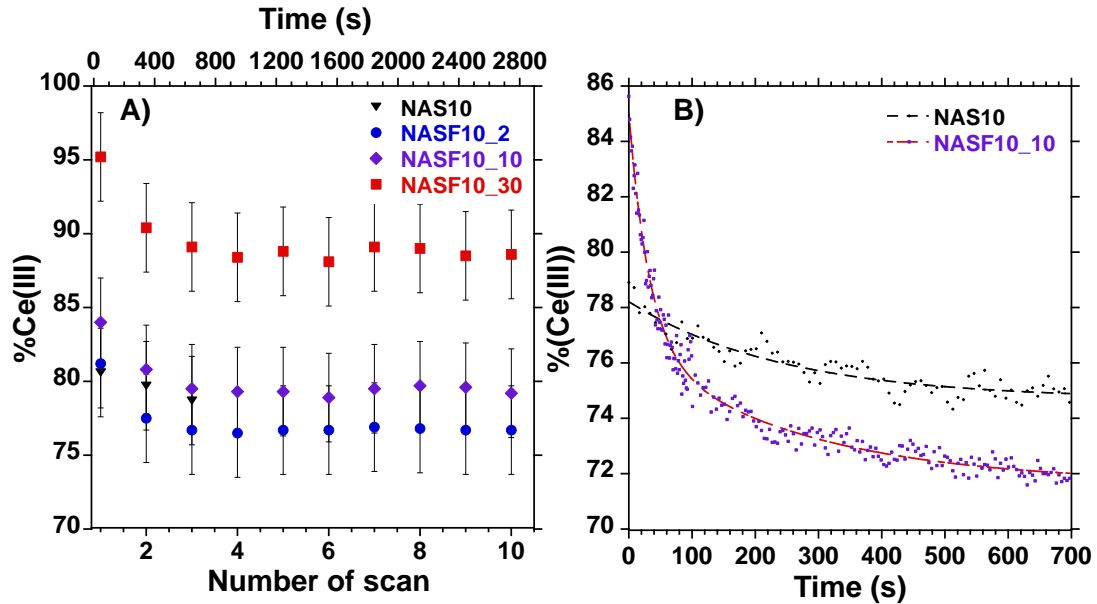 Time (s)
0 400 800 1200 1600 2000 2400 2800
A)
NAS10
NASF10_2
NASF10_10
NASF10_30
100
95
90
85
80
75
70
%Ce(III)
2 4 6 8 10
Number of scan
B)
NAS10
NASF10_10
86
84
82
80
78
76
74
72
70
%(Ce(III))
0 100 200 300 400 500 600 700
Time (s)